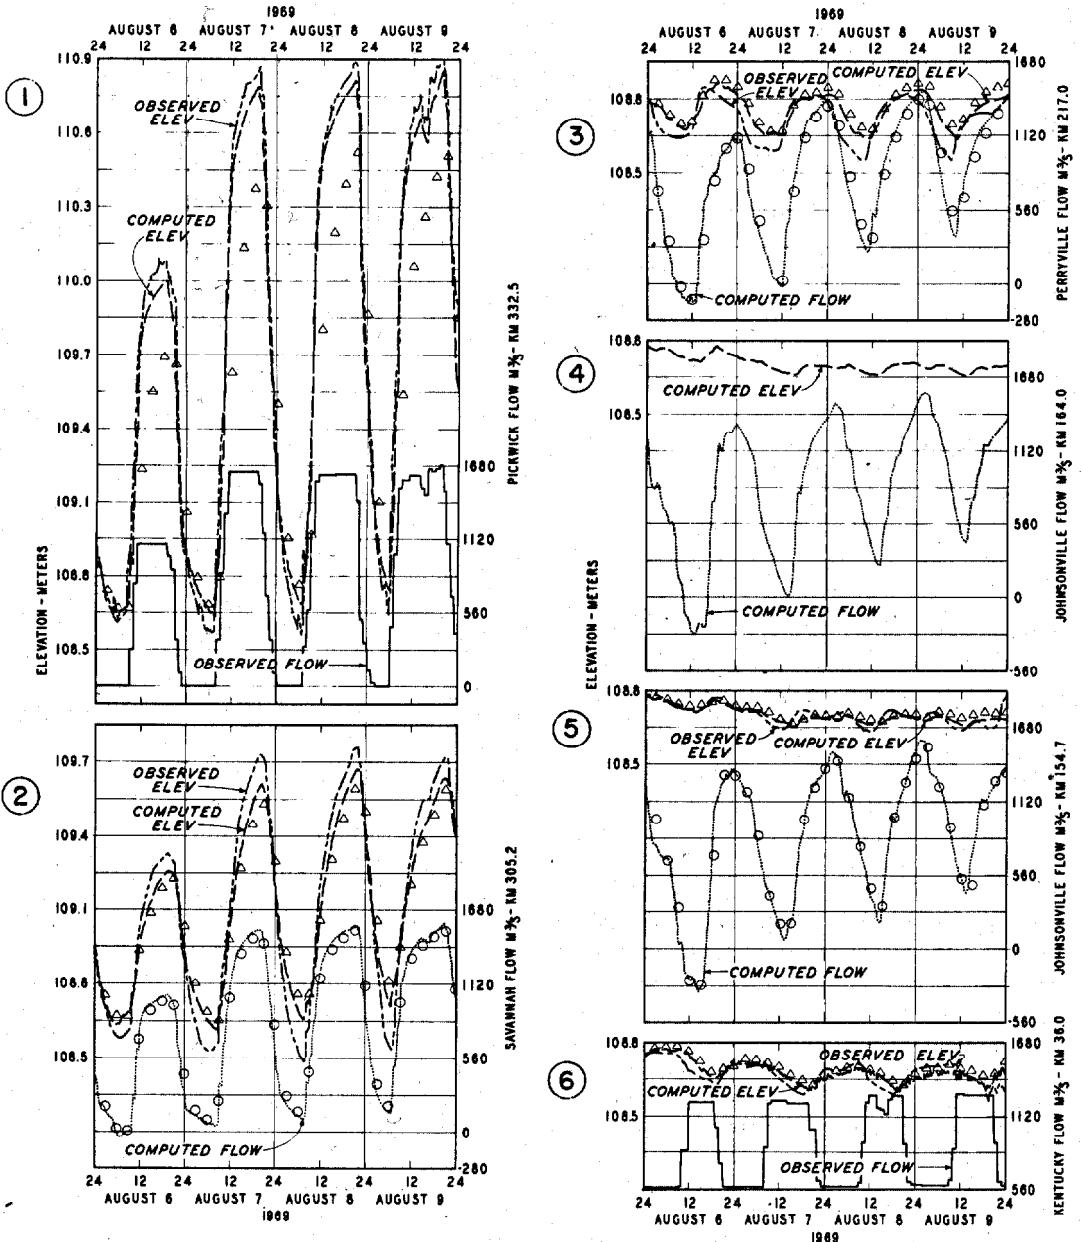 1969
AUGUST 6 AUGUST 7 AUGUST 8 AUGUST 9
24 12 24 12 24 12 24 12 24
1
110.9
110.6
110.3
110.0
109.7
109.4
109.1
108.8
108.5
ELEVATION - METERS
OBSERVED ELEV
COMPUTED ELEV
OBSERVED FLOW
1680
1120
560
0
PICKWICK FLOW M³/S - KM 332.5
2
109.7
109.4
109.1
108.8
108.5
OBSERVED ELEV
COMPUTED ELEV
COMPUTED FLOW
1680
1120
560
0
-280
SAVANNAH FLOW M³/S - KM 305.2
24 12 24 12 24 12 24 12 24
AUGUST 6 AUGUST 7 AUGUST 8 AUGUST 9
1969
1969
AUGUST 6 AUGUST 7 AUGUST 8 AUGUST 9
24 12 24 12 24 12 24 12 24
3
108.8
108.5
OBSERVED ELEV
COMPUTED ELEV
COMPUTED FLOW
1680
1120
560
0
-280
PERRYVILLE FLOW M³/S - KM 217.0
4
108.8
108.5
COMPUTED ELEV
COMPUTED FLOW
1680
1120
560
0
-560
JOHNSONVILLE FLOW M³/S - KM 164.0
ELEVATION - METERS
5
108.8
108.5
OBSERVED ELEV
COMPUTED ELEV
COMPUTED FLOW
1680
1120
560
0
-560
JOHNSONVILLE FLOW M³/S - KM 154.7
6
108.8
108.5
OBSERVED ELEV
COMPUTED ELEV
OBSERVED FLOW
1680
1120
560
KENTUCKY FLOW M³/S - KM 36.0
24 12 24 12 24 12 24 12 24
AUGUST 6 AUGUST 7 AUGUST 8 AUGUST 9
1969